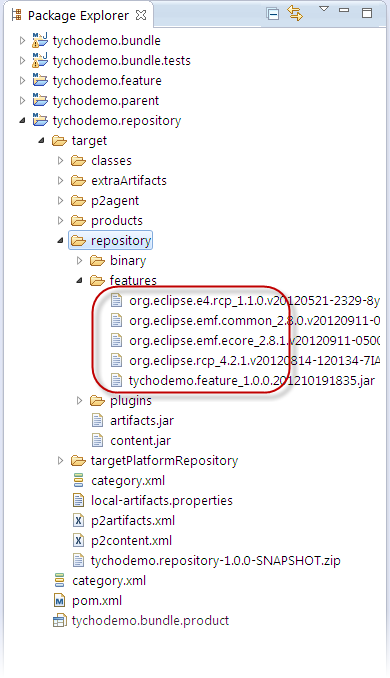 Package Explorer
tychodemo.bundle
tychodemo.bundle.tests
tychodemo.feature
tychodemo.parent
tychodemo.repository
target
classes
extraArtifacts
p2agent
products
repository
binary
features
org.eclipse.e4.rcp_1.1.0.v20120521-2329-8y
org.eclipse.emf.common_2.8.0.v20120911-0
org.eclipse.emf.ecore_2.8.1.v20120911-0500
org.eclipse.rcp_4.2.1.v20120814-120134-7IA
tychodemo.feature_1.0.0.201210191835.jar
plugins
artifacts.jar
content.jar
targetPlatformRepository
category.xml
local-artifacts.properties
p2artifacts.xml
p2content.xml
tychodemo.repository-1.0.0-SNAPSHOT.zip
category.xml
pom.xml
tychodemo.bundle.product